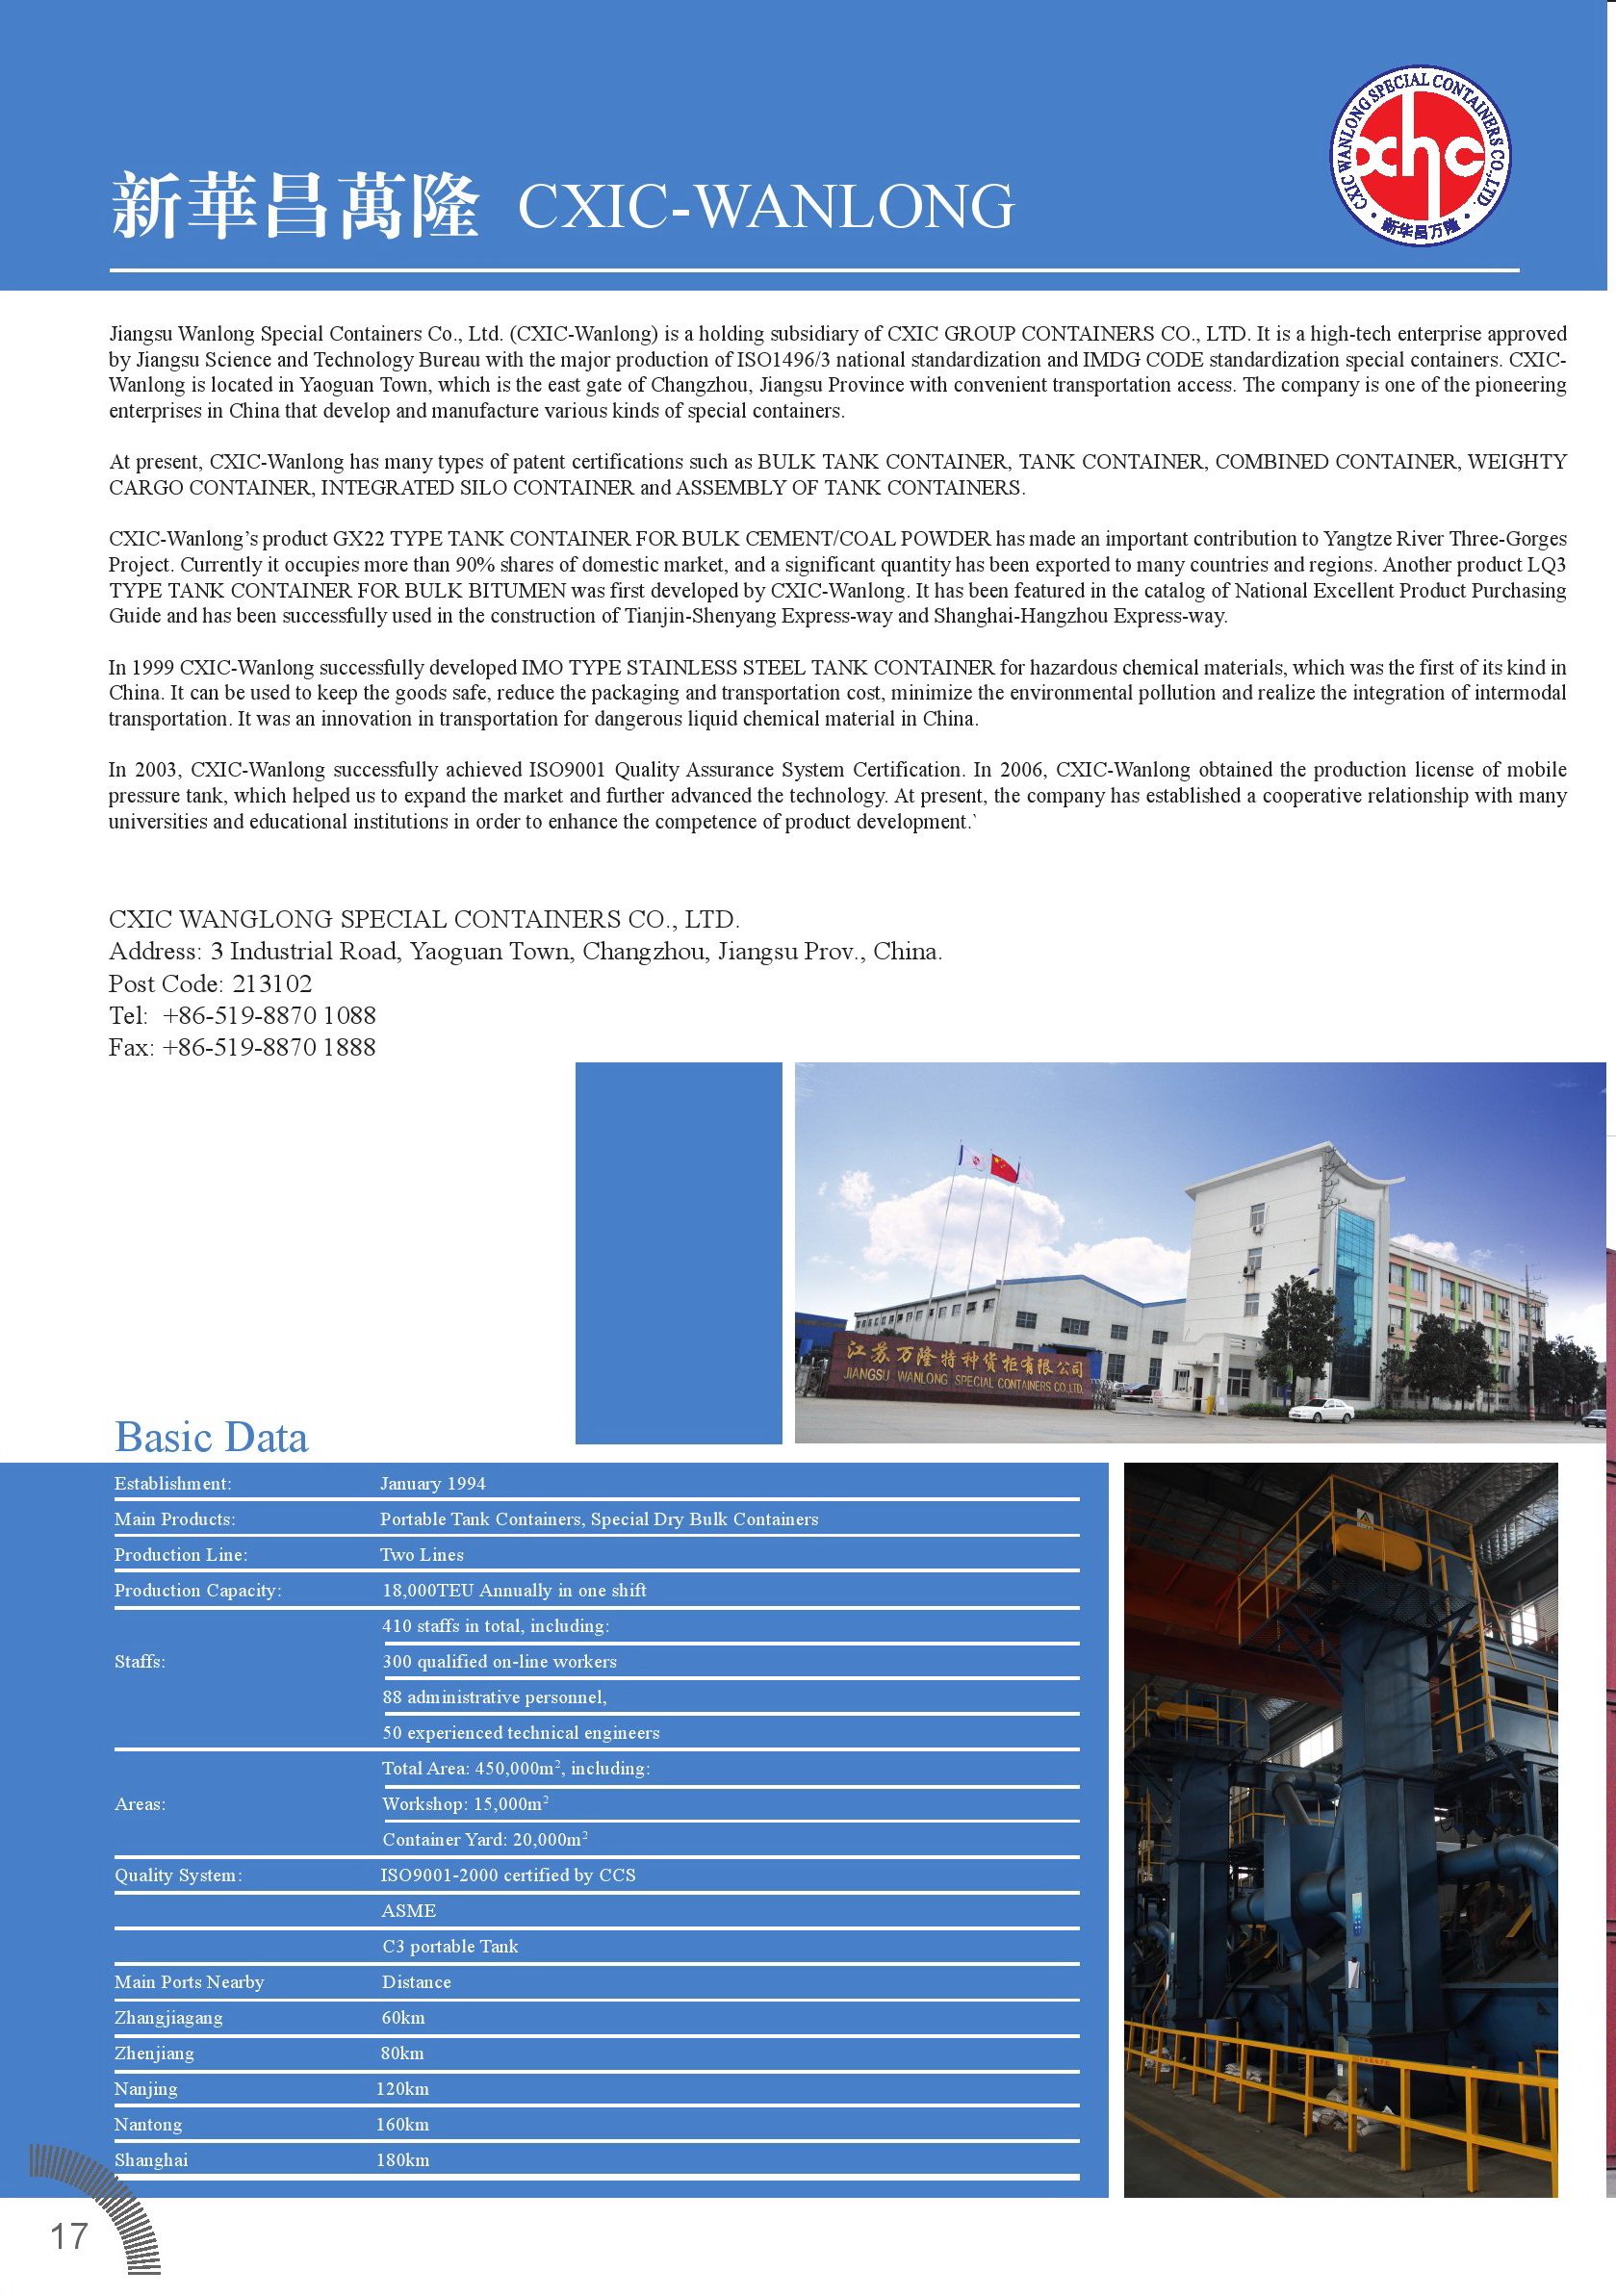 新華昌萬隆 CXIC-WANLONG
CXIC WANLONG SPECIAL CONTAINERS CO.,LTD.
xhc
新华昌万隆
Jiangsu Wanlong Special Containers Co., Ltd. (CXIC-Wanlong) is a holding subsidiary of CXIC GROUP CONTAINERS CO., LTD. It is a high-tech enterprise approved
by Jiangsu Science and Technology Bureau with the major production of ISO1496/3 national standardization and IMDG CODE standardization special containers. CXIC-
Wanlong is located in Yaoguan Town, which is the east gate of Changzhou, Jiangsu Province with convenient transportation access. The company is one of the pioneering
enterprises in China that develop and manufacture various kinds of special containers.
At present, CXIC-Wanlong has many types of patent certifications such as BULK TANK CONTAINER, TANK CONTAINER, COMBINED CONTAINER, WEIGHTY
CARGO CONTAINER, INTEGRATED SILO CONTAINER and ASSEMBLY OF TANK CONTAINERS.
CXIC-Wanlong’s product GX22 TYPE TANK CONTAINER FOR BULK CEMENT/COAL POWDER has made an important contribution to Yangtze River Three-Gorges
Project. Currently it occupies more than 90% shares of domestic market, and a significant quantity has been exported to many countries and regions. Another product LQ3
TYPE TANK CONTAINER FOR BULK BITUMEN was first developed by CXIC-Wanlong. It has been featured in the catalog of National Excellent Product Purchasing
Guide and has been successfully used in the construction of Tianjin-Shenyang Express-way and Shanghai-Hangzhou Express-way.
In 1999 CXIC-Wanlong successfully developed IMO TYPE STAINLESS STEEL TANK CONTAINER for hazardous chemical materials, which was the first of its kind in
China. It can be used to keep the goods safe, reduce the packaging and transportation cost, minimize the environmental pollution and realize the integration of intermodal
transportation. It was an innovation in transportation for dangerous liquid chemical material in China.
In 2003, CXIC-Wanlong successfully achieved ISO9001 Quality Assurance System Certification. In 2006, CXIC-Wanlong obtained the production license of mobile
pressure tank, which helped us to expand the market and further advanced the technology. At present, the company has established a cooperative relationship with many
universities and educational institutions in order to enhance the competence of product development.`
CXIC WANGLONG SPECIAL CONTAINERS CO., LTD.
Address: 3 Industrial Road, Yaoguan Town, Changzhou, Jiangsu Prov., China.
Post Code: 213102
Tel: +86-519-8870 1088
Fax: +86-519-8870 1888
江苏万隆特种货柜有限公司
JIANGSU WANLONG SPECIAL CONTAINERS CO.,LTD.
Basic Data
Establishment: January 1994
Main Products: Portable Tank Containers, Special Dry Bulk Containers
Production Line: Two Lines
Production Capacity: 18,000TEU Annually in one shift
410 staffs in total, including:
Staffs: 300 qualified on-line workers
88 administrative personnel,
50 experienced technical engineers
Total Area: 450,000m², including:
Areas: Workshop: 15,000m²
Container Yard: 20,000m²
Quality System: ISO9001-2000 certified by CCS
ASME
C3 portable Tank
Main Ports Nearby Distance
Zhangjiagang 60km
Zhenjiang 80km
Nanjing 120km
Nantong 160km
Shanghai 180km
17